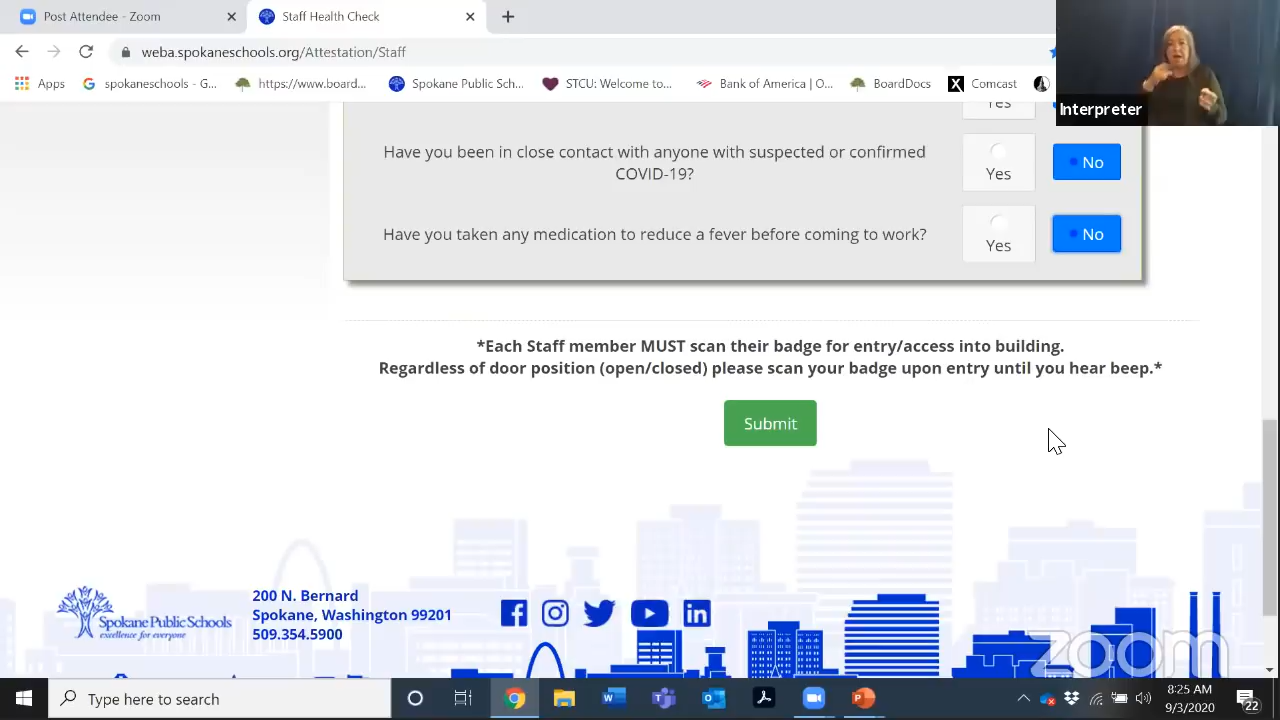 Post Attendee - Zoom
Staff Health Check
weba.spokaneschools.org/Attestation/Staff
Apps
spokaneschools - G...
https://www.board...
Spokane Public Sch...
STCU: Welcome to...
Bank of America | O...
BoardDocs
Comcast
Interpreter
Yes
Have you been in close contact with anyone with suspected or confirmed
COVID-19?
Yes
No
Have you taken any medication to reduce a fever before coming to work?
Yes
No
*Each Staff member MUST scan their badge for entry/access into building.
Regardless of door position (open/closed) please scan your badge upon entry until you hear beep.*
Submit
Spokane Public Schools
excellence for everyone
200 N. Bernard
Spokane, Washington 99201
509.354.5900
zoom
Type here to search
8:25 AM
9/3/2020
22